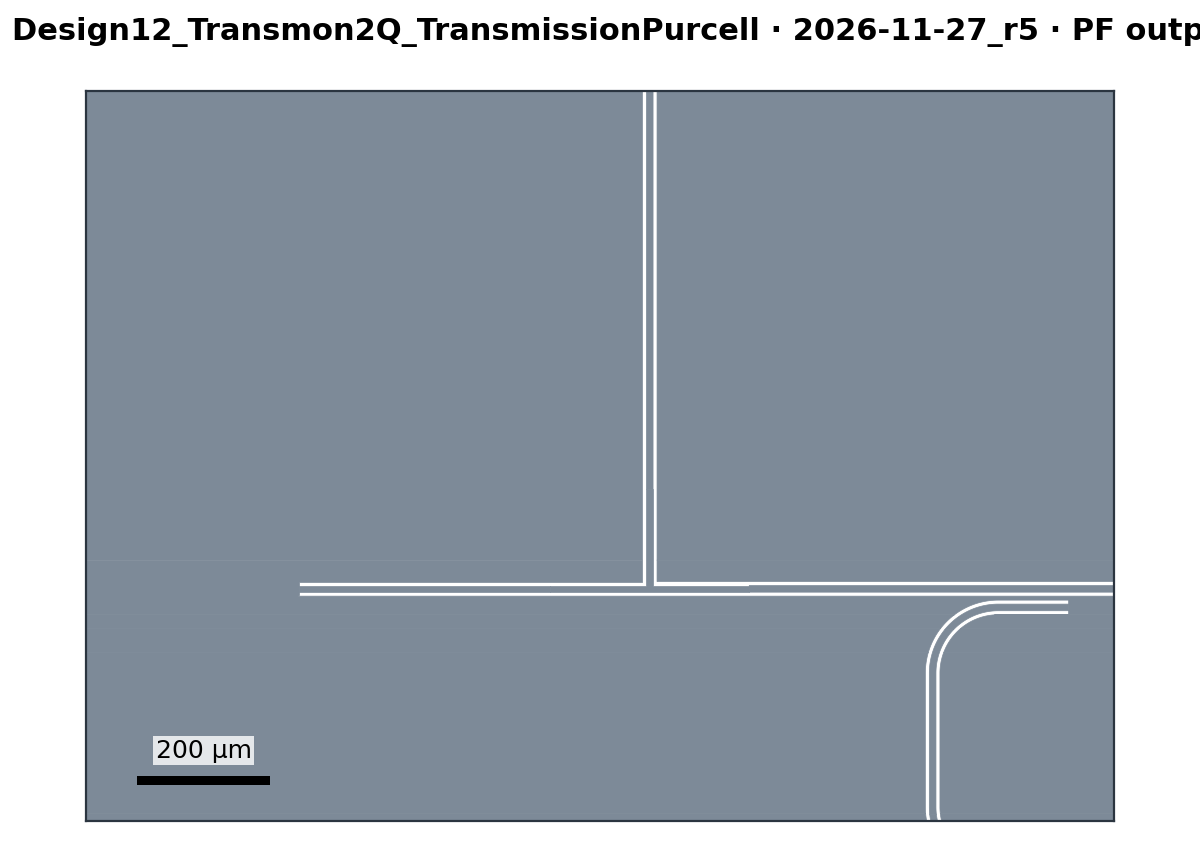 Design12_Transmon2Q_TransmissionPurcell · 2026-11-27_r5 · PF outp
200 µm